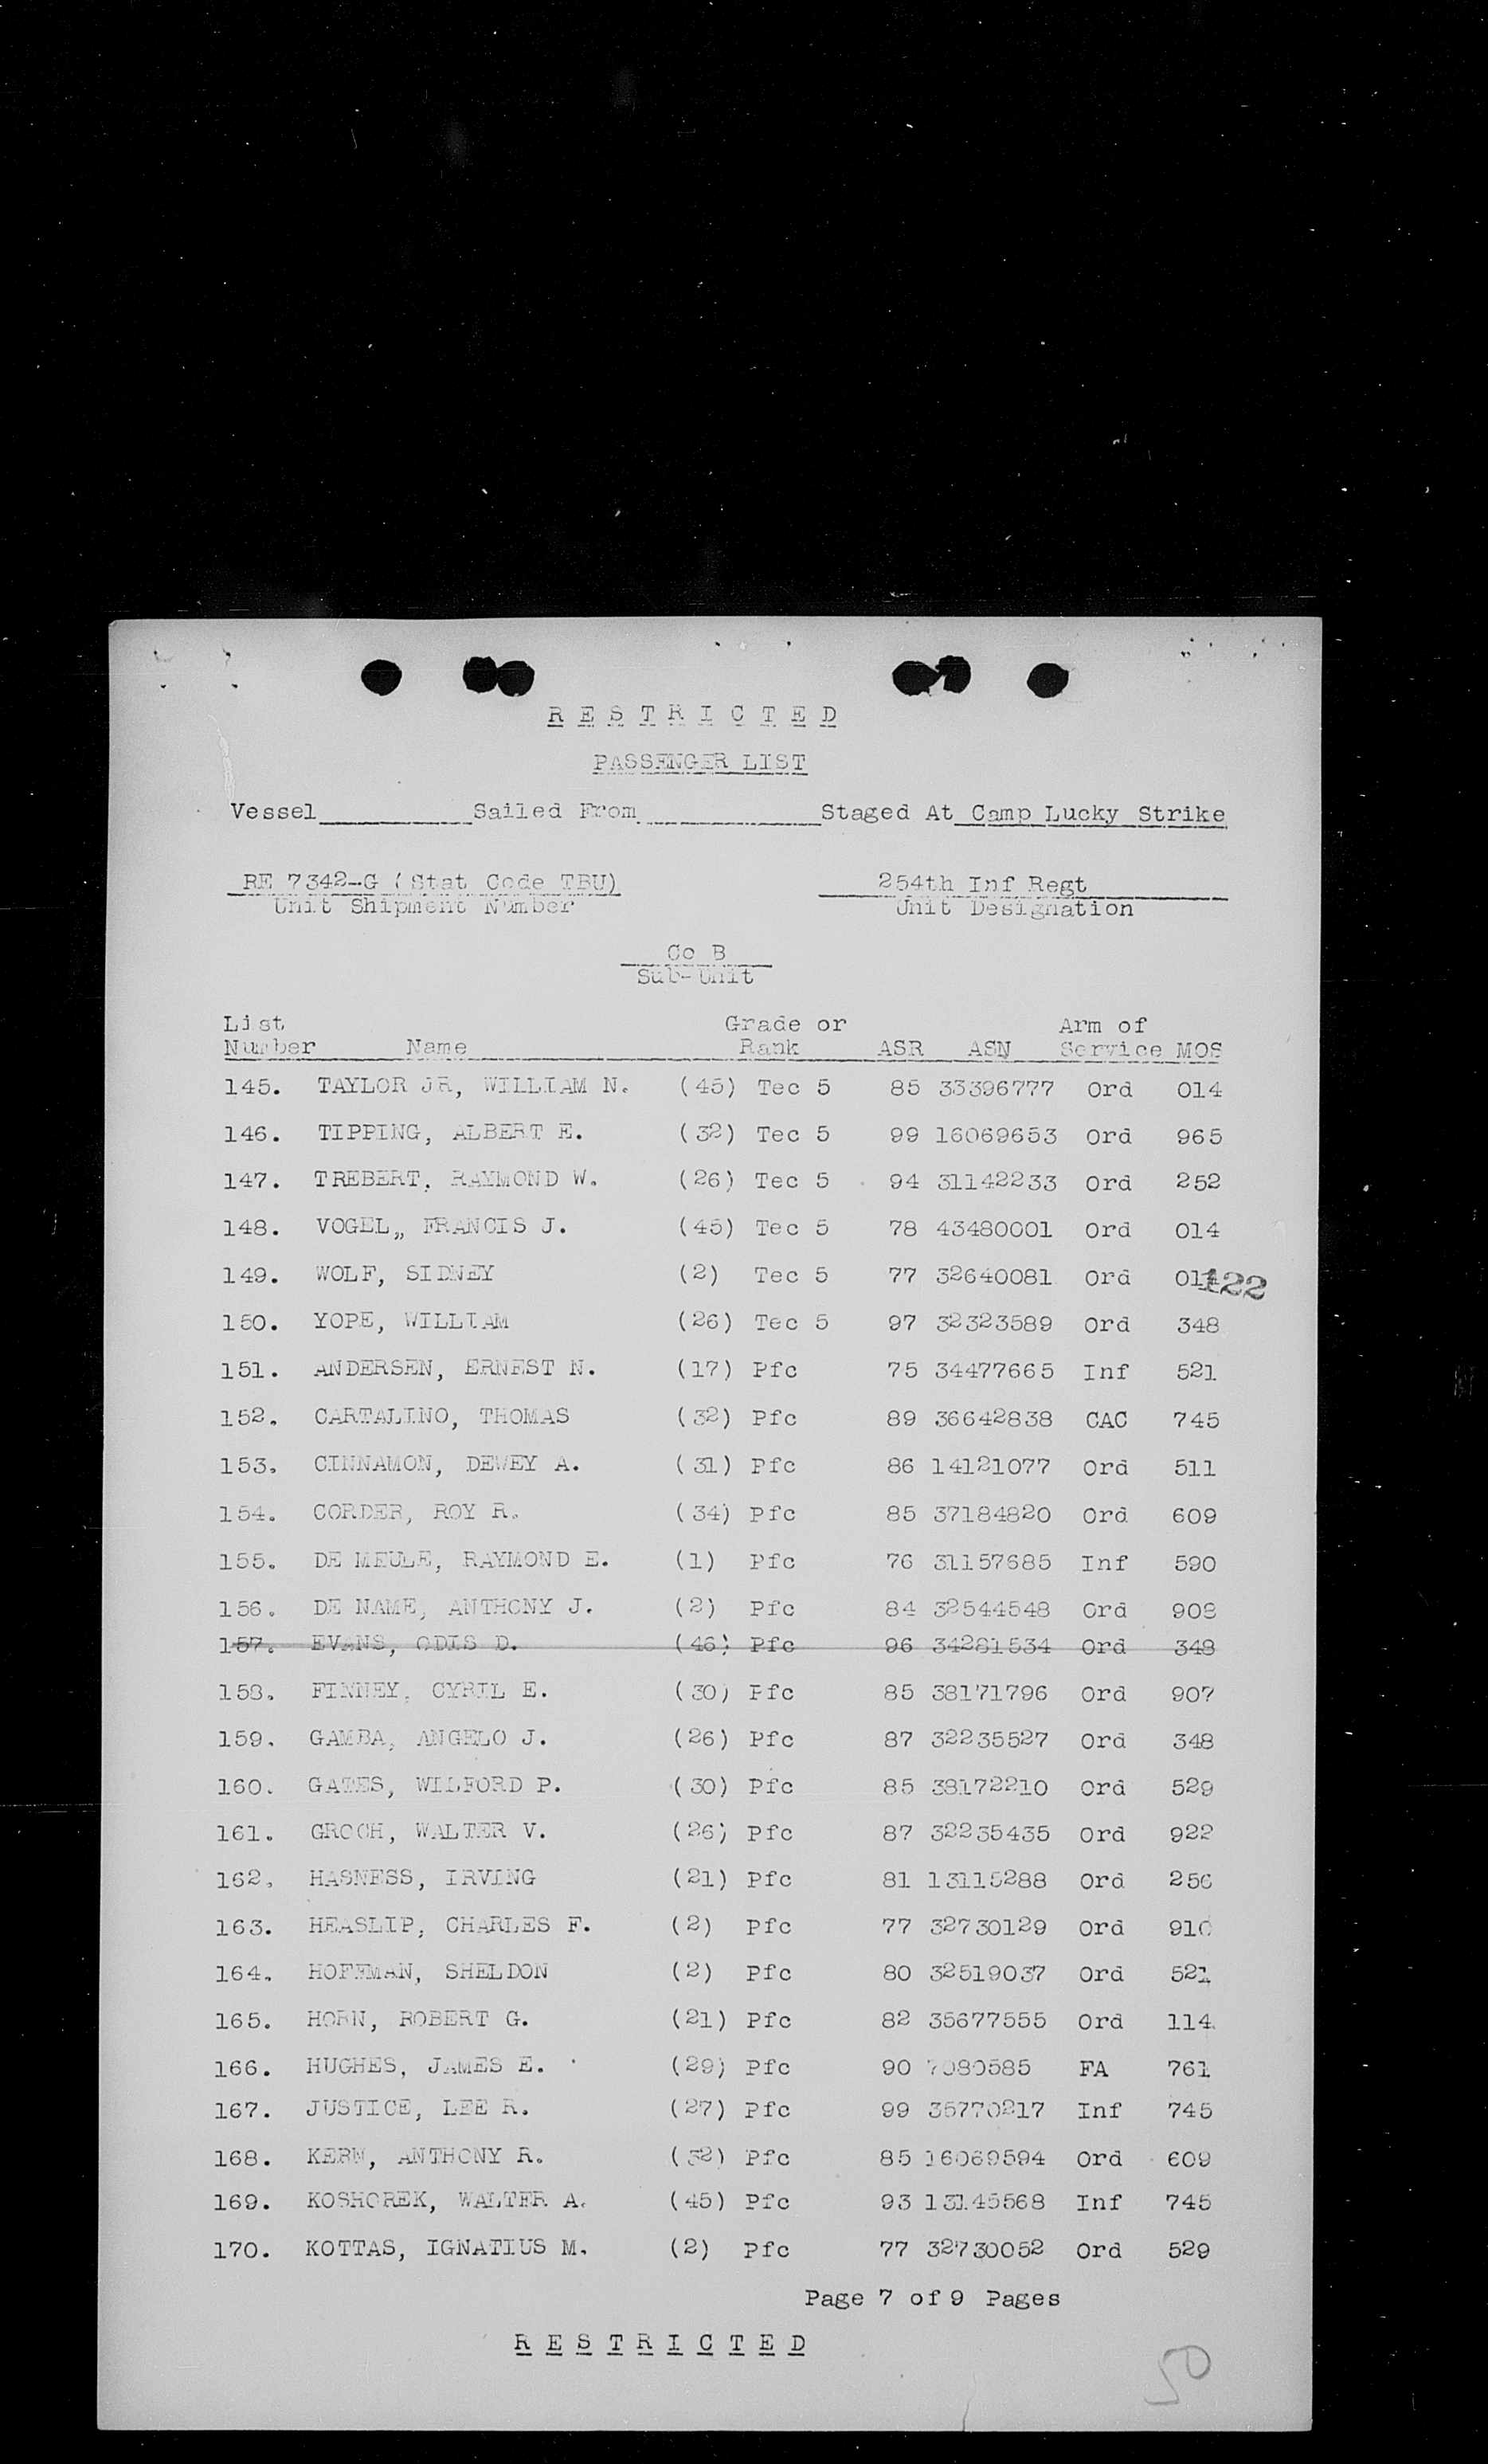 R E S T R I C T E D
PASSENGER LIST
Vessel__________Sailed From____________Staged At Camp Lucky Strike
RE 7342-G (Stat Code TBU) 254th Inf Regt
Unit Shipment Number Unit Designation
Co B
Sub-Unit
List Grade or Arm of
Number Name Rank ASR ASN Service MOS
145. TAYLOR JR, WILLIAM N. (45) Tec 5 85 33396777 Ord 014
146. TIPPING, ALBERT E. (32) Tec 5 99 16069653 Ord 965
147. TREBERT, RAYMOND W. (26) Tec 5 94 31142233 Ord 252
148. VOGEL,, FRANCIS J. (45) Tec 5 78 43480001 Ord 014
149. WOLF, SIDNEY (2) Tec 5 77 32640081 Ord 122
150. YOPE, WILLIAM (26) Tec 5 97 32323589 Ord 348
151. ANDERSEN, ERNEST N. (17) Pfc 75 34477665 Inf 521
152. CARTALINO, THOMAS (32) Pfc 89 36642838 CAC 745
153. CINNAMON, DEWEY A. (31) Pfc 86 14121077 Ord 511
154. CORDER, ROY R. (34) Pfc 85 37184820 Ord 609
155. DE MEULE, RAYMOND E. (1) Pfc 76 31157685 Inf 590
156. DE NAME, ANTHONY J. (2) Pfc 84 32544548 Ord
157. EVANS, ODIS D. (46) Pfc 96 34281534 Ord 348
158. FINNEY, CYRIL E. (30) Pfc 85 38171796 Ord 907
159. GAMBA, ANGELO J. (26) Pfc 87 32235527 Ord 348
160. GATES, WILFORD P. (30) Pfc 85 38172210 Ord 529
161. GROCH, WALTER V. (26) Pfc 87 32235435 Ord 922
162. HASNESS, IRVING (21) Pfc 81 13115288 Ord
163. HEASLIP, CHARLES F. (2) Pfc 77 32730129 Ord 910
164. HOFFMAN, SHELDON (2) Pfc 80 32519037 Ord 521
165. HORN, ROBERT G. (21) Pfc 82 35677555 Ord 114
166. HUGHES, JAMES E. (29) Pfc 90 FA 761
167. JUSTICE, LEE R. (27) Pfc 99 35770217 Inf 745
168. KERN, ANTHONY R. (32) Pfc 85 16069594 Ord 609
169. KOSHOREK, WALTER A. (45) Pfc 93 13145568 Inf 745
170. KOTTAS, IGNATIUS M. (2) Pfc 77 32730052 Ord 529
Page 7 of 9 Pages
R E S T R I C T E D
50